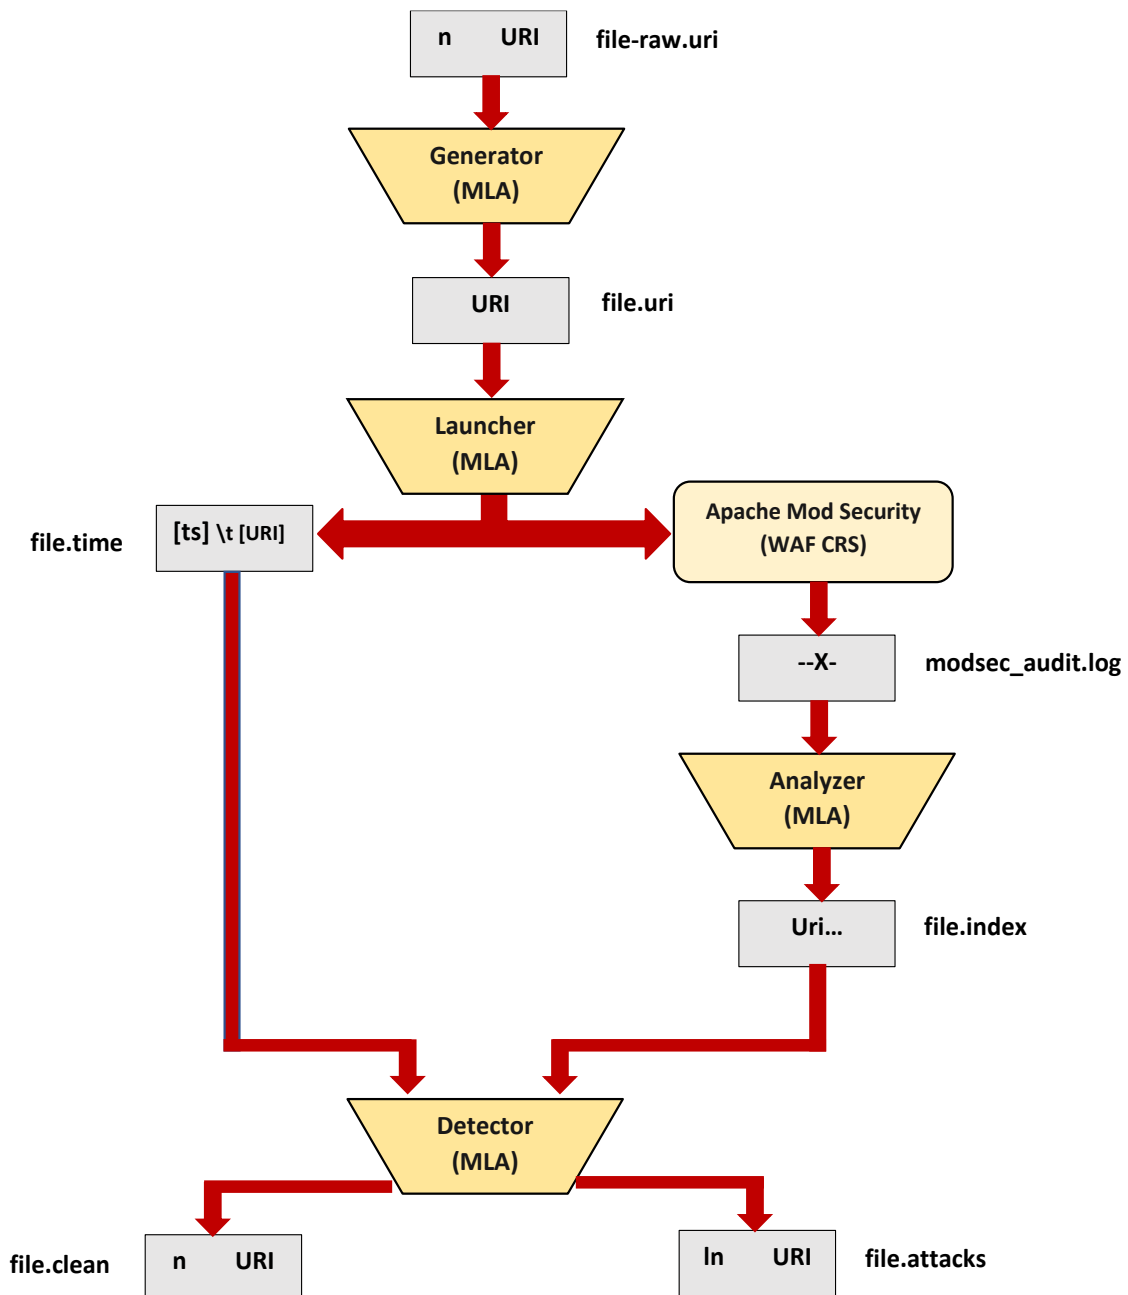 n URI file-raw.uri
Generator
(MLA)
URI file.uri
Launcher
(MLA)
file.time [ts] \t [URI]
Apache Mod Security
(WAF CRS)
--X- modsec_audit.log
Analyzer
(MLA)
Uri... file.index
Detector
(MLA)
file.clean n URI
ln URI file.attacks